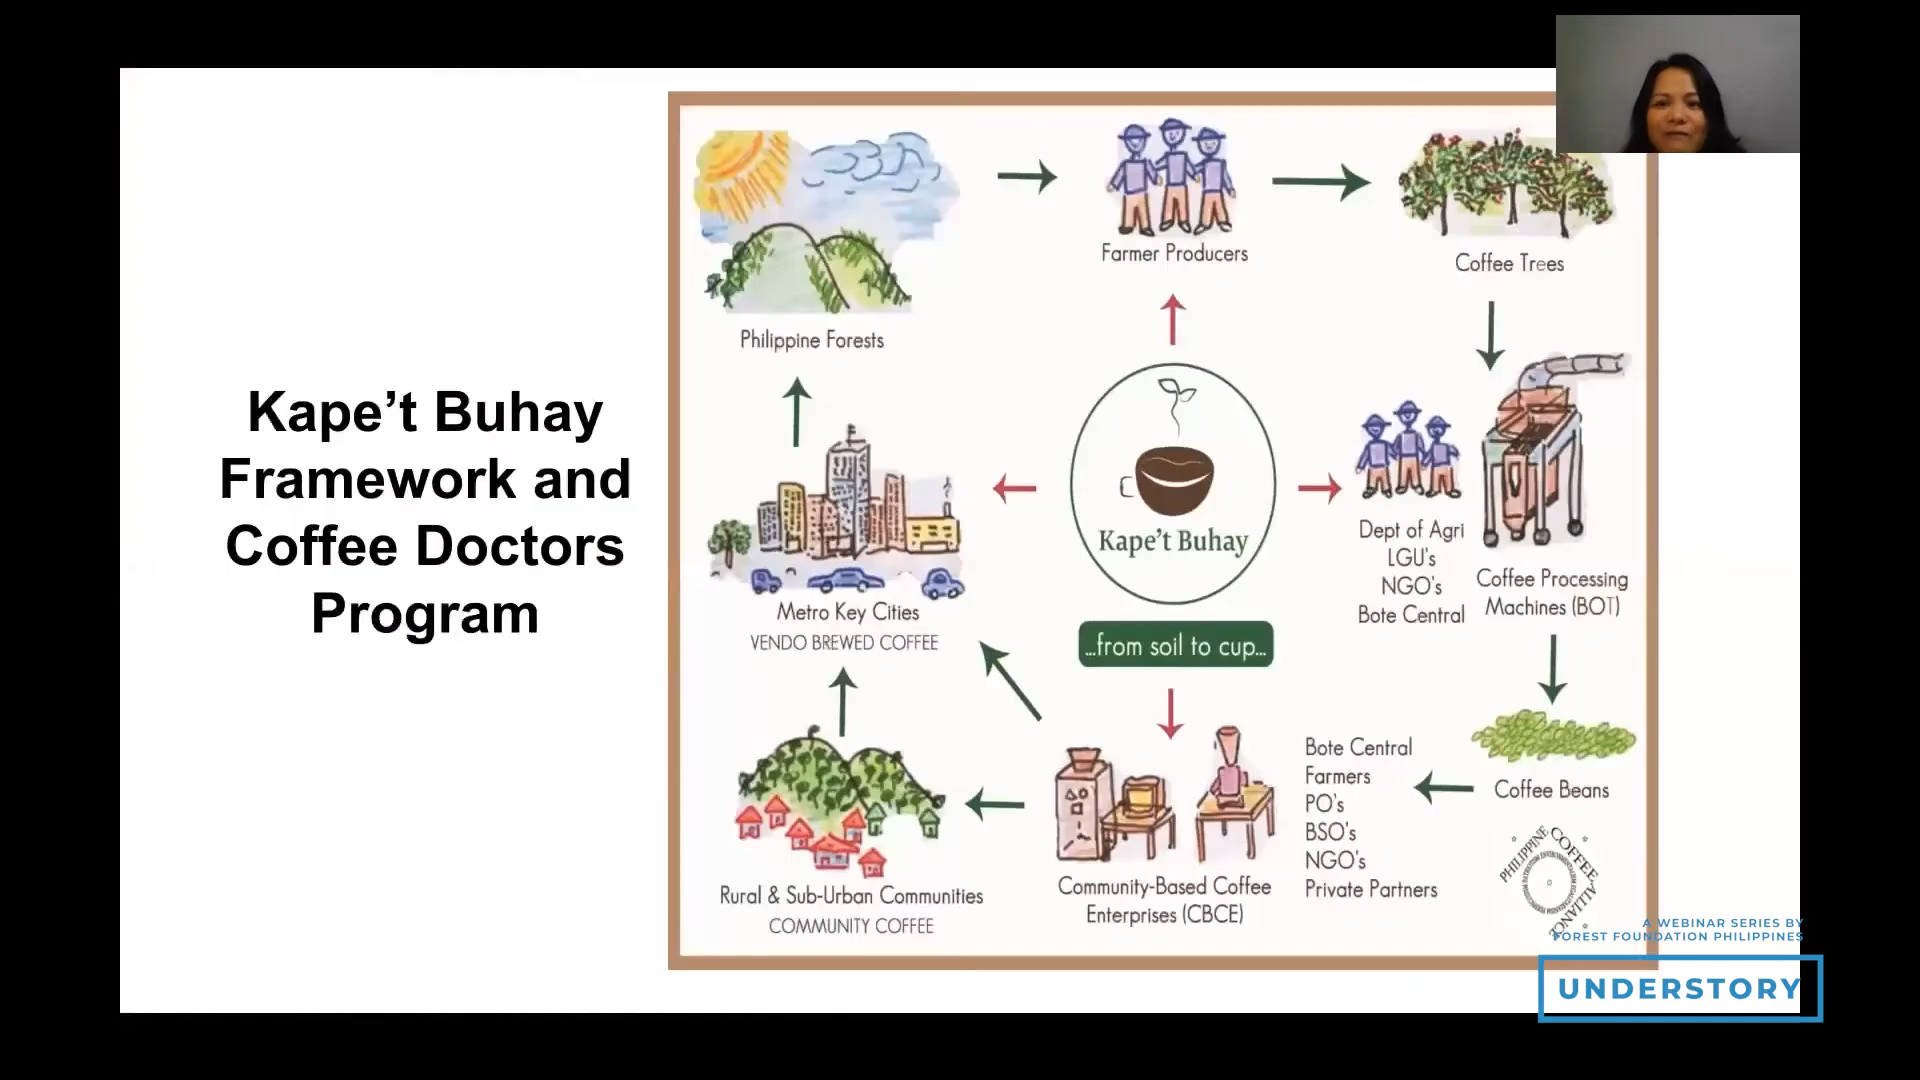 Kape’t Buhay
Framework and
Coffee Doctors
Program
Philippine Forests
Farmer Producers
Coffee Trees
Kape't Buhay
...from soil to cup...
Dept of Agri
LGU's
NGO's
Bote Central
Coffee Processing
Machines (BOT)
Metro Key Cities
VENDO BREWED COFFEE
Coffee Beans
Bote Central
Farmers
PO's
BSO's
NGO's
Private Partners
Community-Based Coffee
Enterprises (CBCE)
Rural & Sub-Urban Communities
COMMUNITY COFFEE
PHILIPPINE COFFEE ALLIANCE
A WEBINAR SERIES BY
FOREST FOUNDATION PHILIPPINES
UNDERSTORY